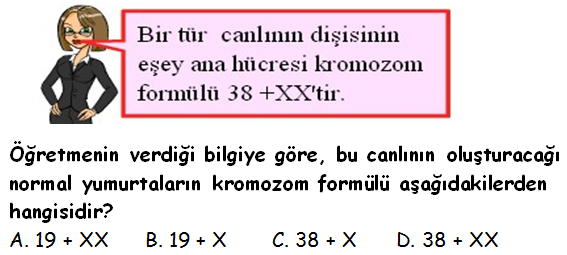 Bir tür canlının dişisinin
eşey ana hücresi kromozom
formülü 38 +XX'tir.
Öğretmenin verdiği bilgiye göre, bu canlının oluşturacağı
normal yumurtaların kromozom formülü aşağıdakilerden
hangisidir?
A. 19 + XX B. 19 + X C. 38 + X D. 38 + XX